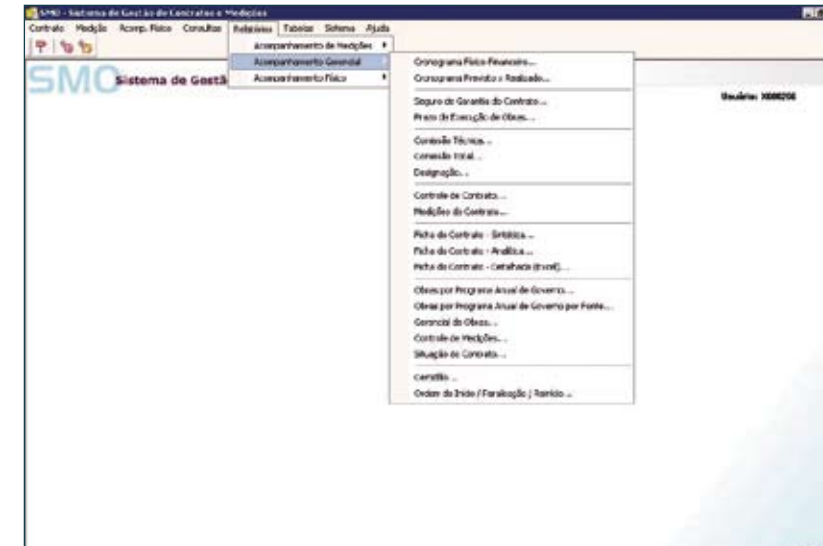 SMO - Sistema de Gestão de Contratos e Medições
Contrato Medição Acomp. Físico Consultas Relatórios Tabelas Sistema Ajuda
Acompanhamento de Medições
Acompanhamento Gerencial
Acompanhamento Físico
SMO Sistema de Gestã
Usuário: X000256
Cronograma Físico-Financeiro...
Cronograma Previsto x Realizado...
Seguro de Garantia do Contrato...
Prazo de Execução de Obras...
Comissão Técnica...
Comissão Total...
Designação...
Controle de Contrato...
Medições do Contrato...
Ficha do Contrato - Sintética...
Ficha do Contrato - Analítica...
Ficha do Contrato - Detalhada (Excel)...
Obras por Programa Anual de Governo...
Obras por Programa Anual de Governo por Fonte...
Gerencial de Obras...
Controle de Medições...
Situação do Contrato...
Certidão ...
Ordem de Início / Paralisação / Reinício ...